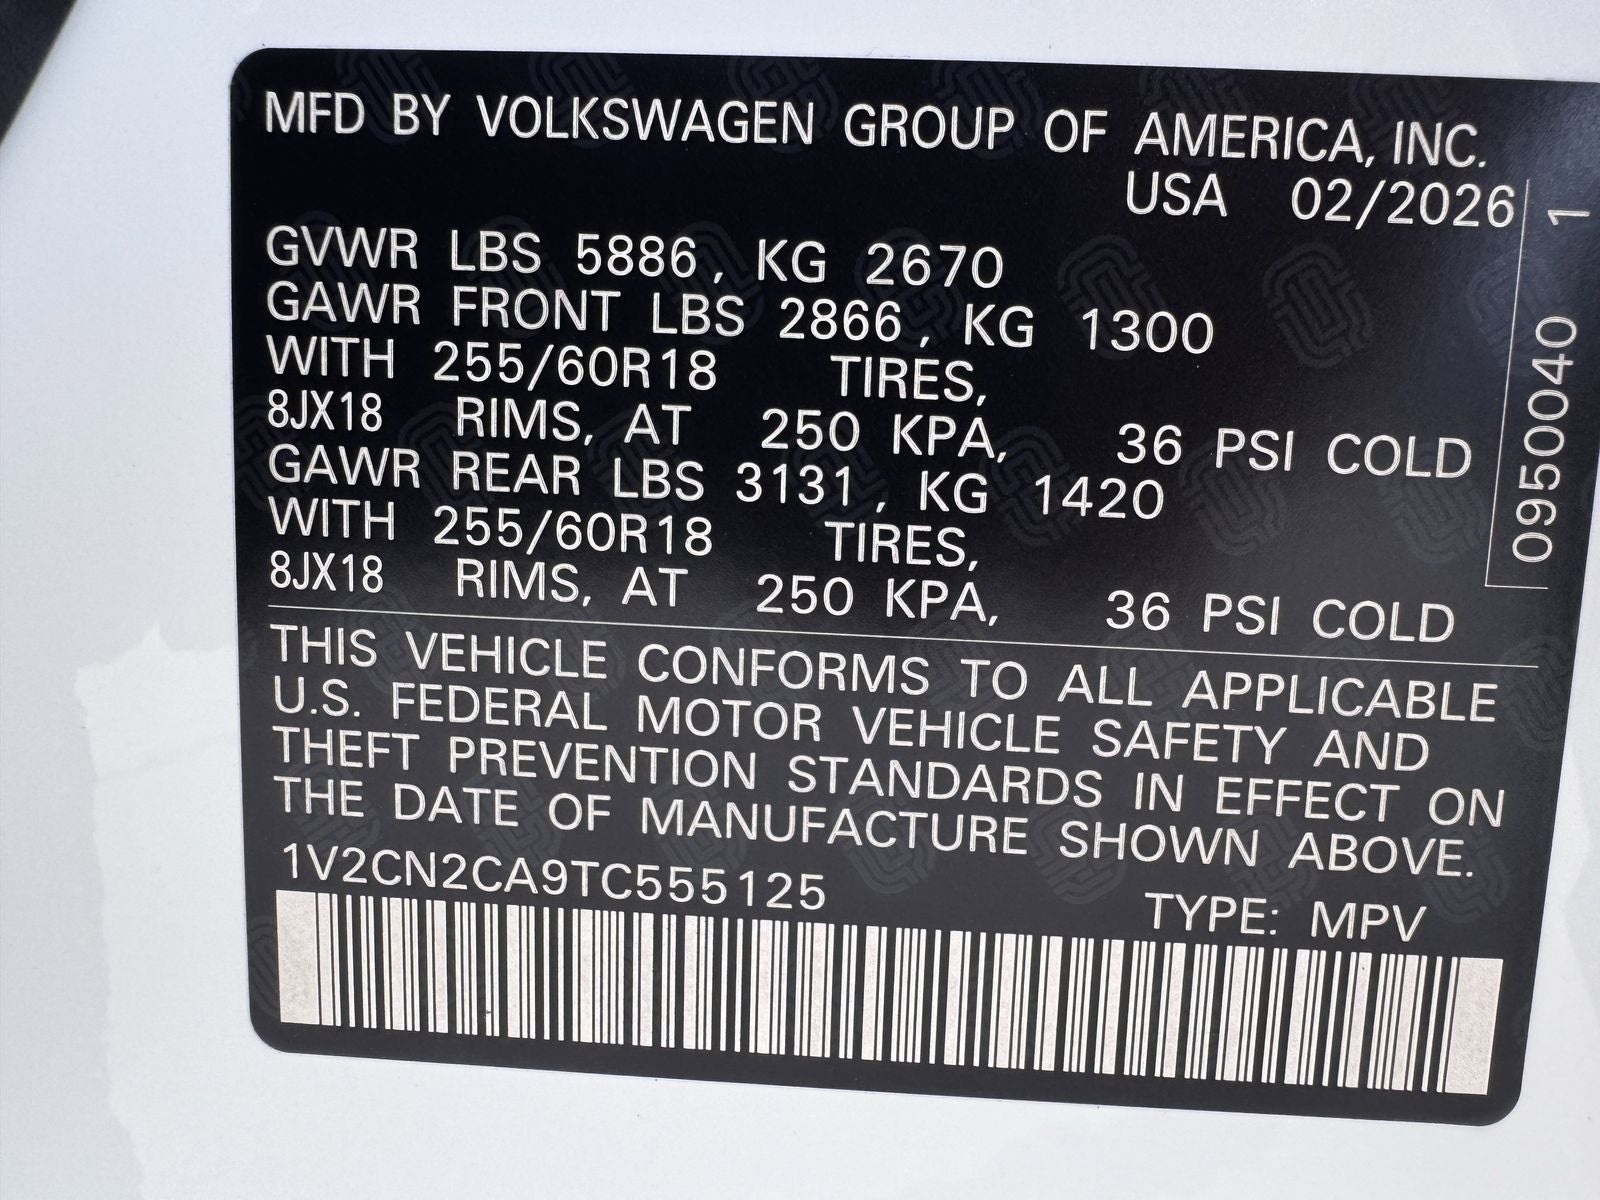 MFD BY VOLKSWAGEN GROUP OF AMERICA, INC.
USA 02/2026
GVWR LBS 5886, KG 2670
GAWR FRONT LBS 2866, KG 1300
WITH 255/60R18 TIRES,
8JX18 RIMS, AT 250 KPA, 36 PSI COLD
GAWR REAR LBS 3131, KG 1420
WITH 255/60R18 TIRES,
8JX18 RIMS, AT 250 KPA, 36 PSI COLD
THIS VEHICLE CONFORMS TO ALL APPLICABLE
U.S. FEDERAL MOTOR VEHICLE SAFETY AND
THEFT PREVENTION STANDARDS IN EFFECT ON
THE DATE OF MANUFACTURE SHOWN ABOVE.
1V2CN2CA9TC555125
TYPE: MPV
0950040 1